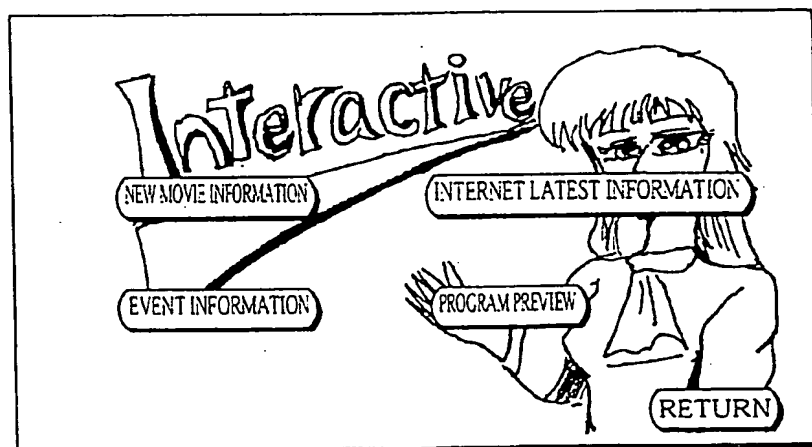 Interactive
NEW MOVIE INFORMATION
INTERNET LATEST INFORMATION
EVENT INFORMATION
PROGRAM PREVIEW
RETURN